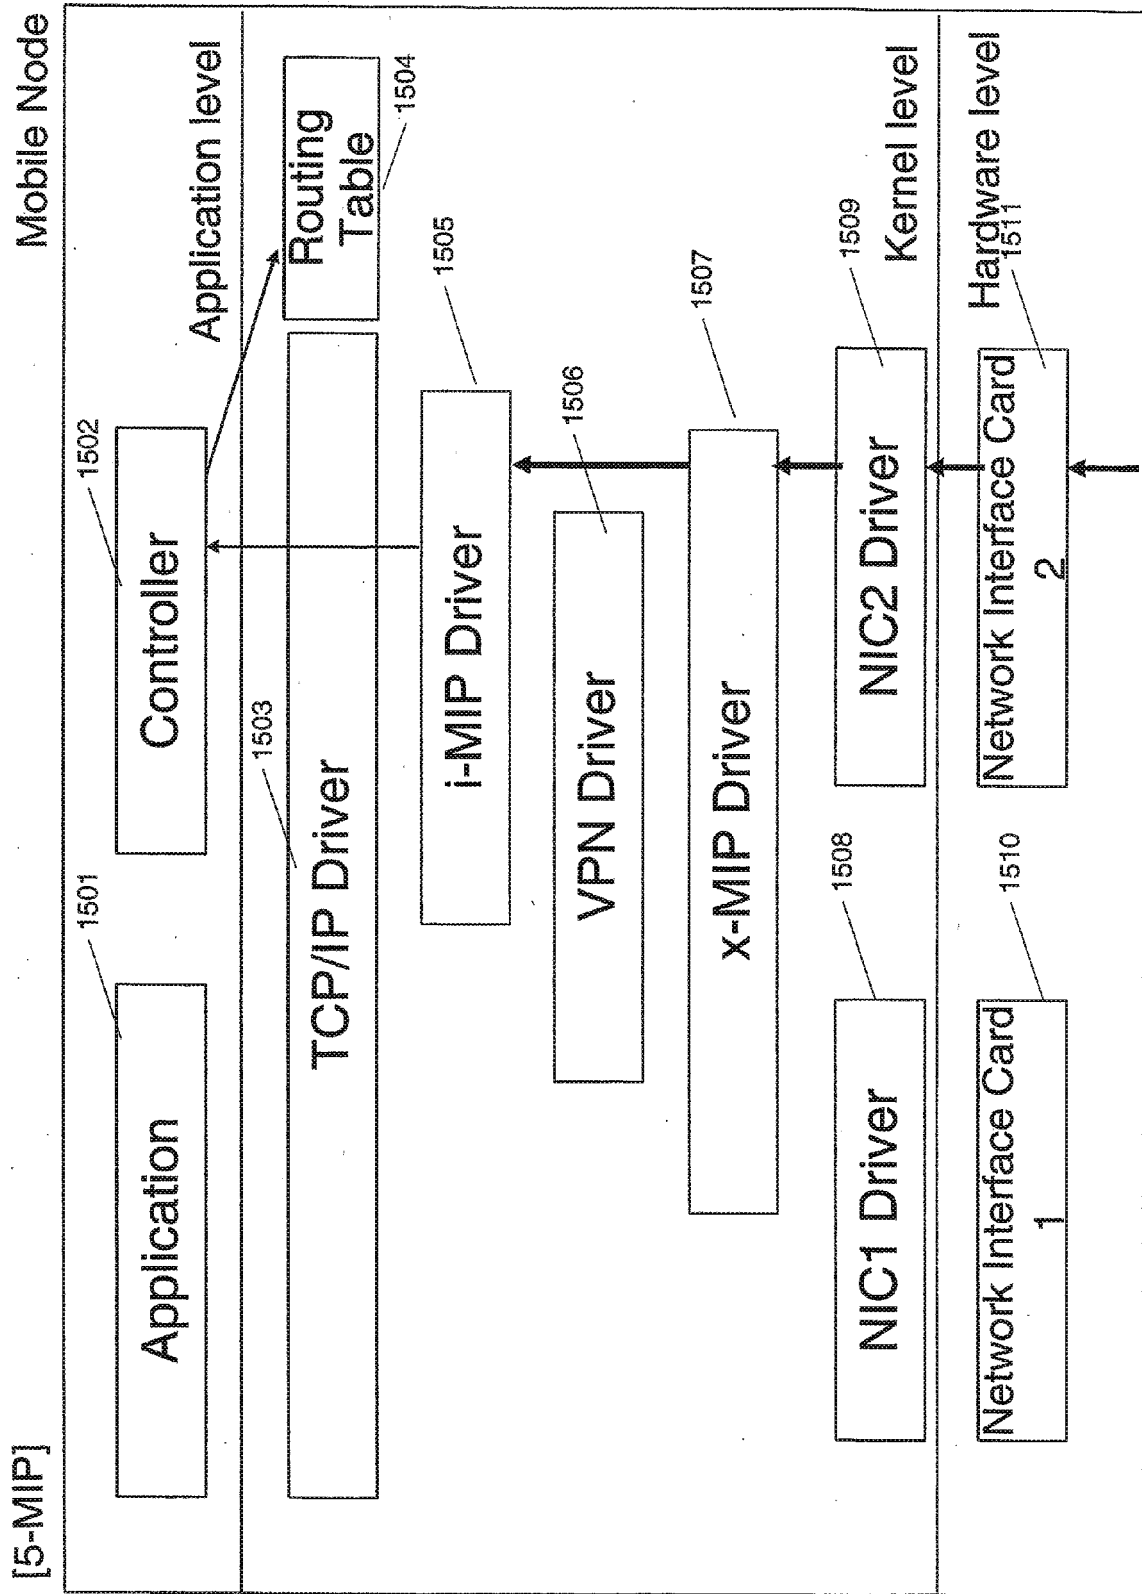 [5-MIP]
Mobile Node
Application level
1501
Application
1502
Controller
1503
TCP/IP Driver
Routing
Table
1504
i-MIP Driver
1505
VPN Driver
1506
x-MIP Driver
1507
NIC1 Driver
1508
NIC2 Driver
1509
Kernel level
Hardware level
Network Interface Card
1
1510
Network Interface Card
2
1511